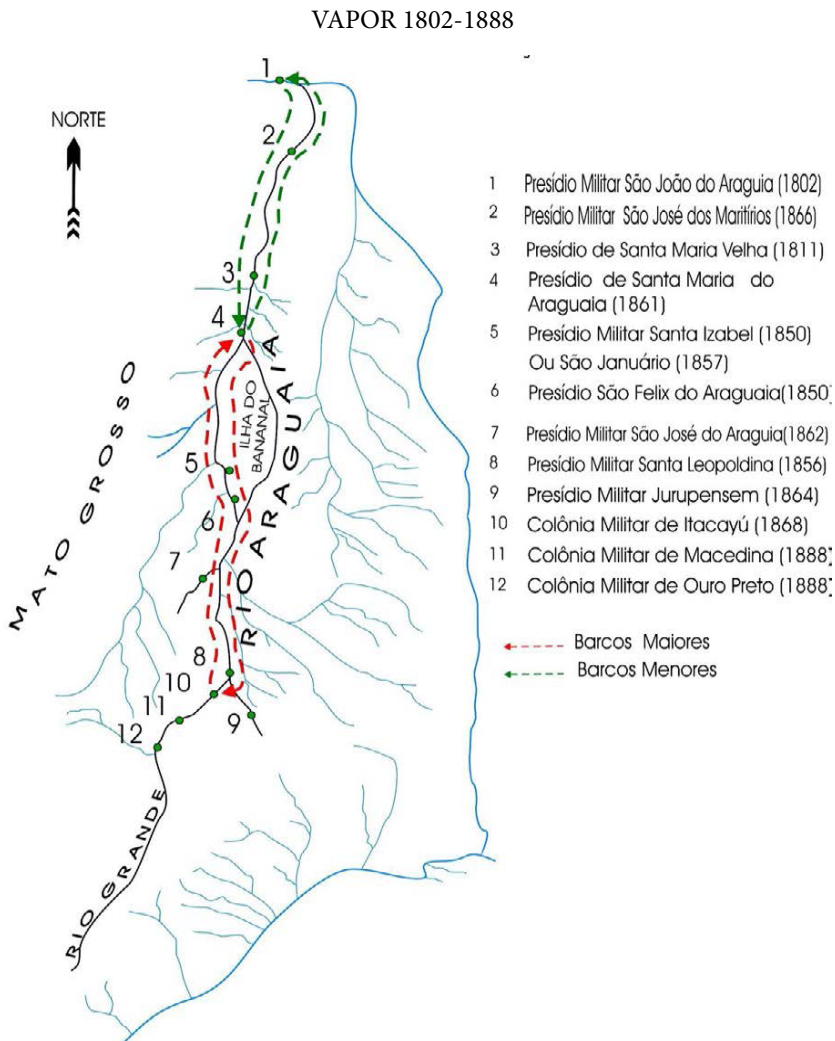 VAPOR 1802-1888
NORTE
1
2
3
4
5
6
7
8
9
10
11
12
MATO GROSSO
ILHA DO
BANANAL
RIO ARAGUAIA
RIO GRANDE
1 Presídio Militar São João do Araguia (1802)
2 Presídio Militar São José dos Maritírios (1866)
3 Presídio de Santa Maria Velha (1811)
4 Presídio de Santa Maria do
Araguaia (1861)
5 Presídio Militar Santa Izabel (1850)
Ou São Januário (1857)
6 Presídio São Felix do Araguaia(1850)
7 Presídio Militar São José do Araguia(1862)
8 Presídio Militar Santa Leopoldina (1856)
9 Presídio Militar Jurupensem (1864)
10 Colônia Militar de Itacayú (1868)
11 Colônia Militar de Macedina (1888)
12 Colônia Militar de Ouro Preto (1888)
Barcos Maiores
Barcos Menores